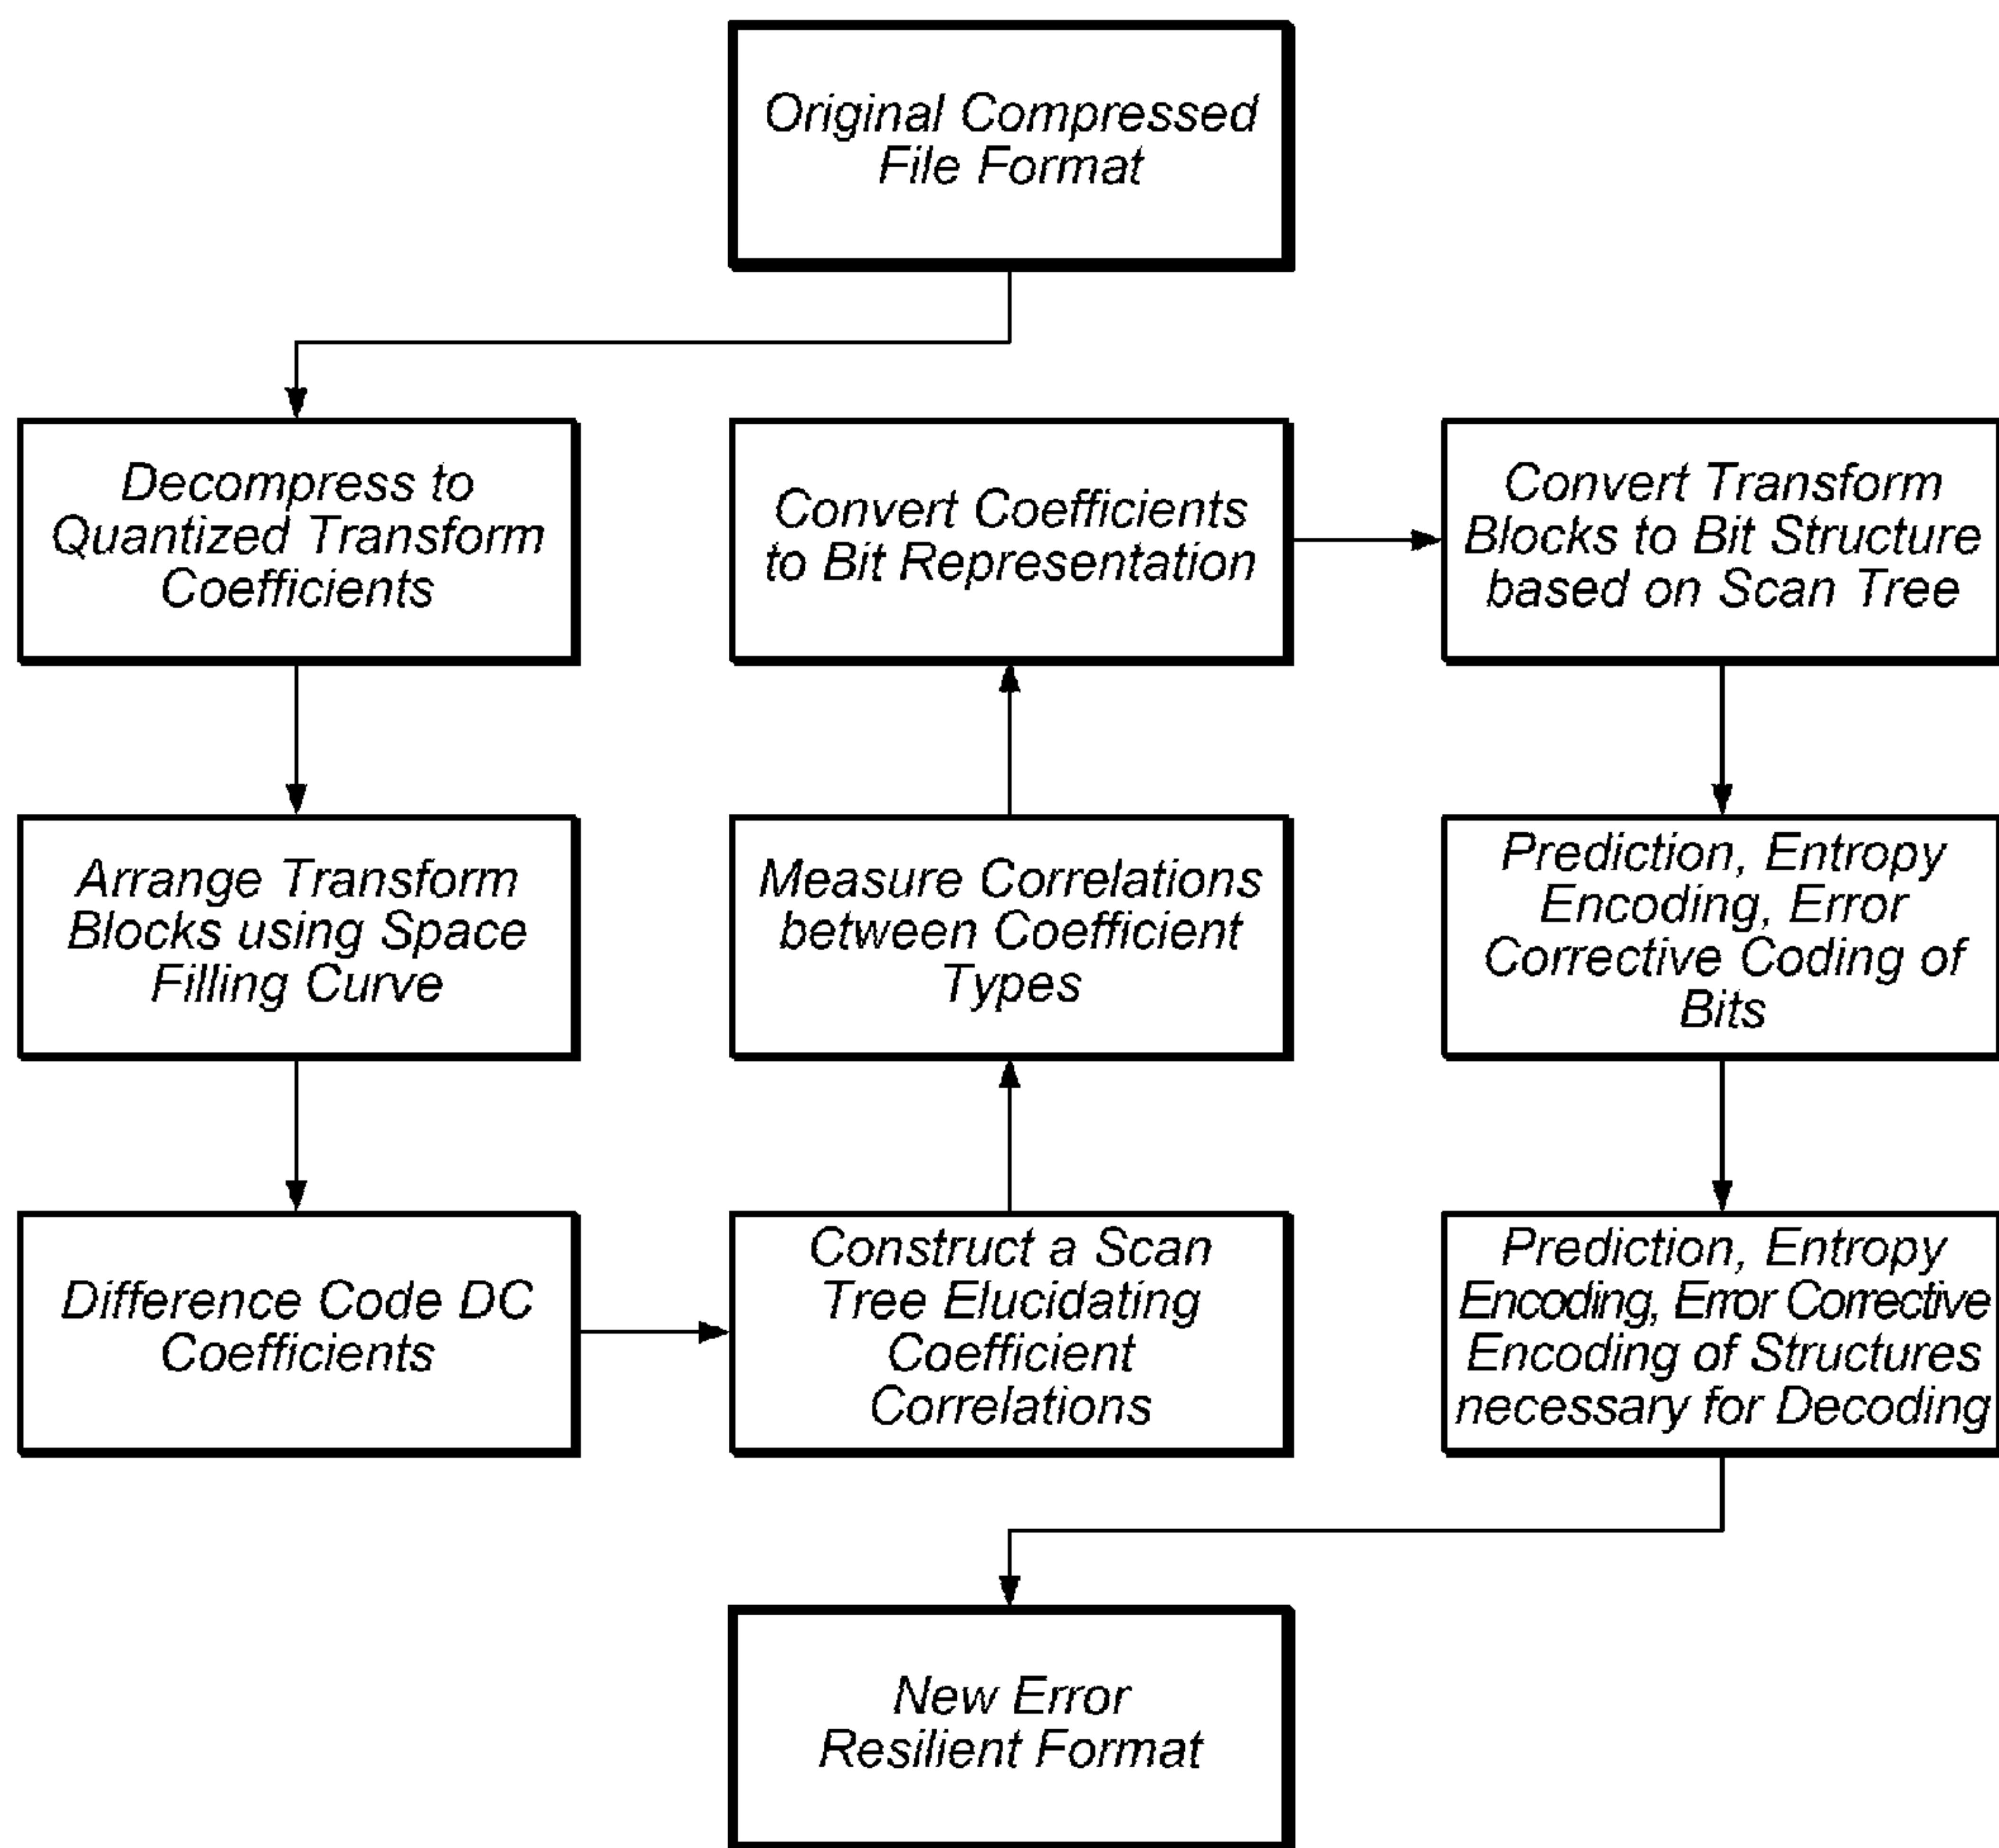 Original Compressed
File Format
Decompress to
Quantized Transform
Coefficients
Arrange Transform
Blocks using Space
Filling Curve
Difference Code DC
Coefficients
Construct a Scan
Tree Elucidating
Coefficient
Correlations
Measure Correlations
between Coefficient
Types
Convert Coefficients
to Bit Representation
Convert Transform
Blocks to Bit Structure
based on Scan Tree
Prediction, Entropy
Encoding, Error
Corrective Coding of
Bits
Prediction, Entropy
Encoding, Error Corrective
Encoding of Structures
necessary for Decoding
New Error
Resilient Format